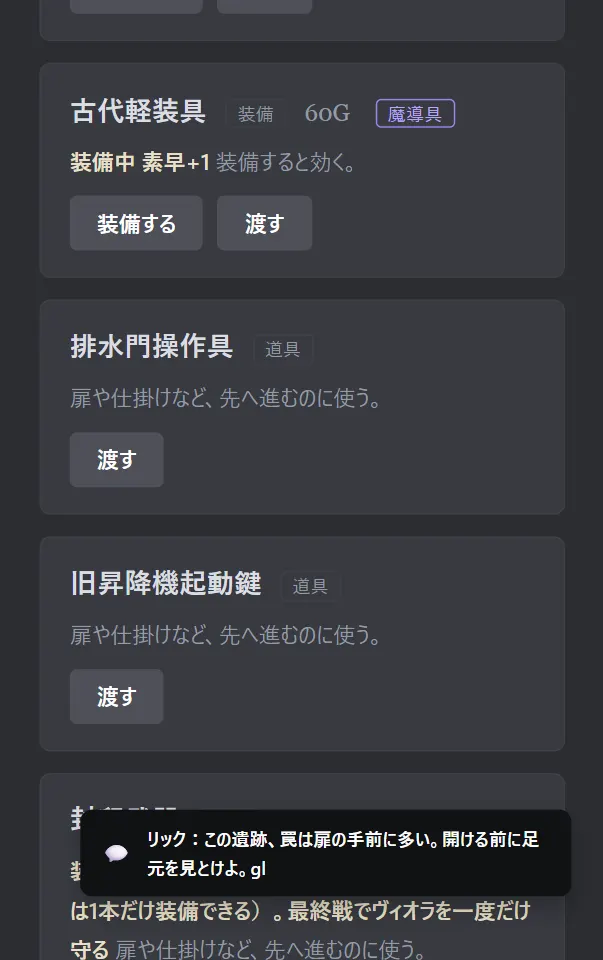 古代軽装具 装備 60G 魔導具
装備中 素早+1 装備すると効く。
装備する 渡す
排水門操作具 道具
扉や仕掛けなど、先へ進むのに使う。
渡す
旧昇降機起動鍵 道具
扉や仕掛けなど、先へ進むのに使う。
渡す
リック：この遺跡、罠は扉の手前に多い。開ける前に足
元を見とけよ。gl
は1本だけ装備できる）。最終戦でヴィオラを一度だけ
守る 扉や仕掛けなど、先へ進むのに使う。